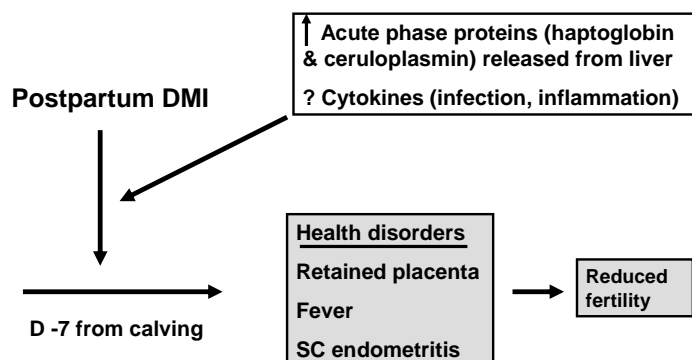 ↑ Acute phase proteins (haptoglobin
& ceruloplasmin) released from liver
? Cytokines (infection, inflammation)
Postpartum DMI
Health disorders
Retained placenta
Fever
SC endometritis
Reduced
fertility
D -7 from calving